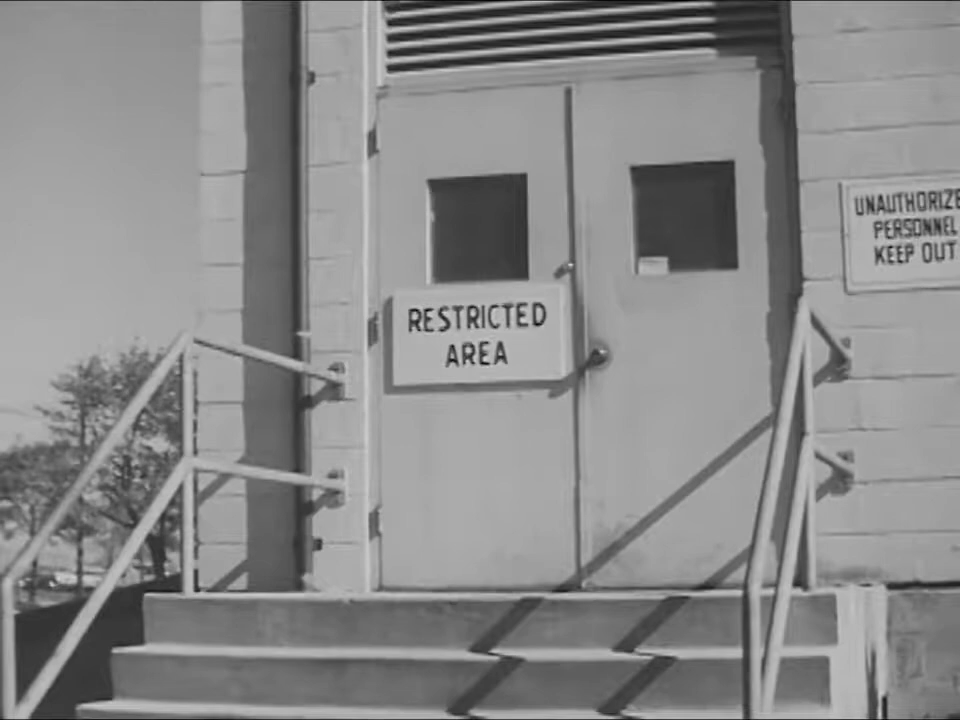 RESTRICTED
AREA
UNAUTHORIZE
PERSONNEL
KEEP OUT